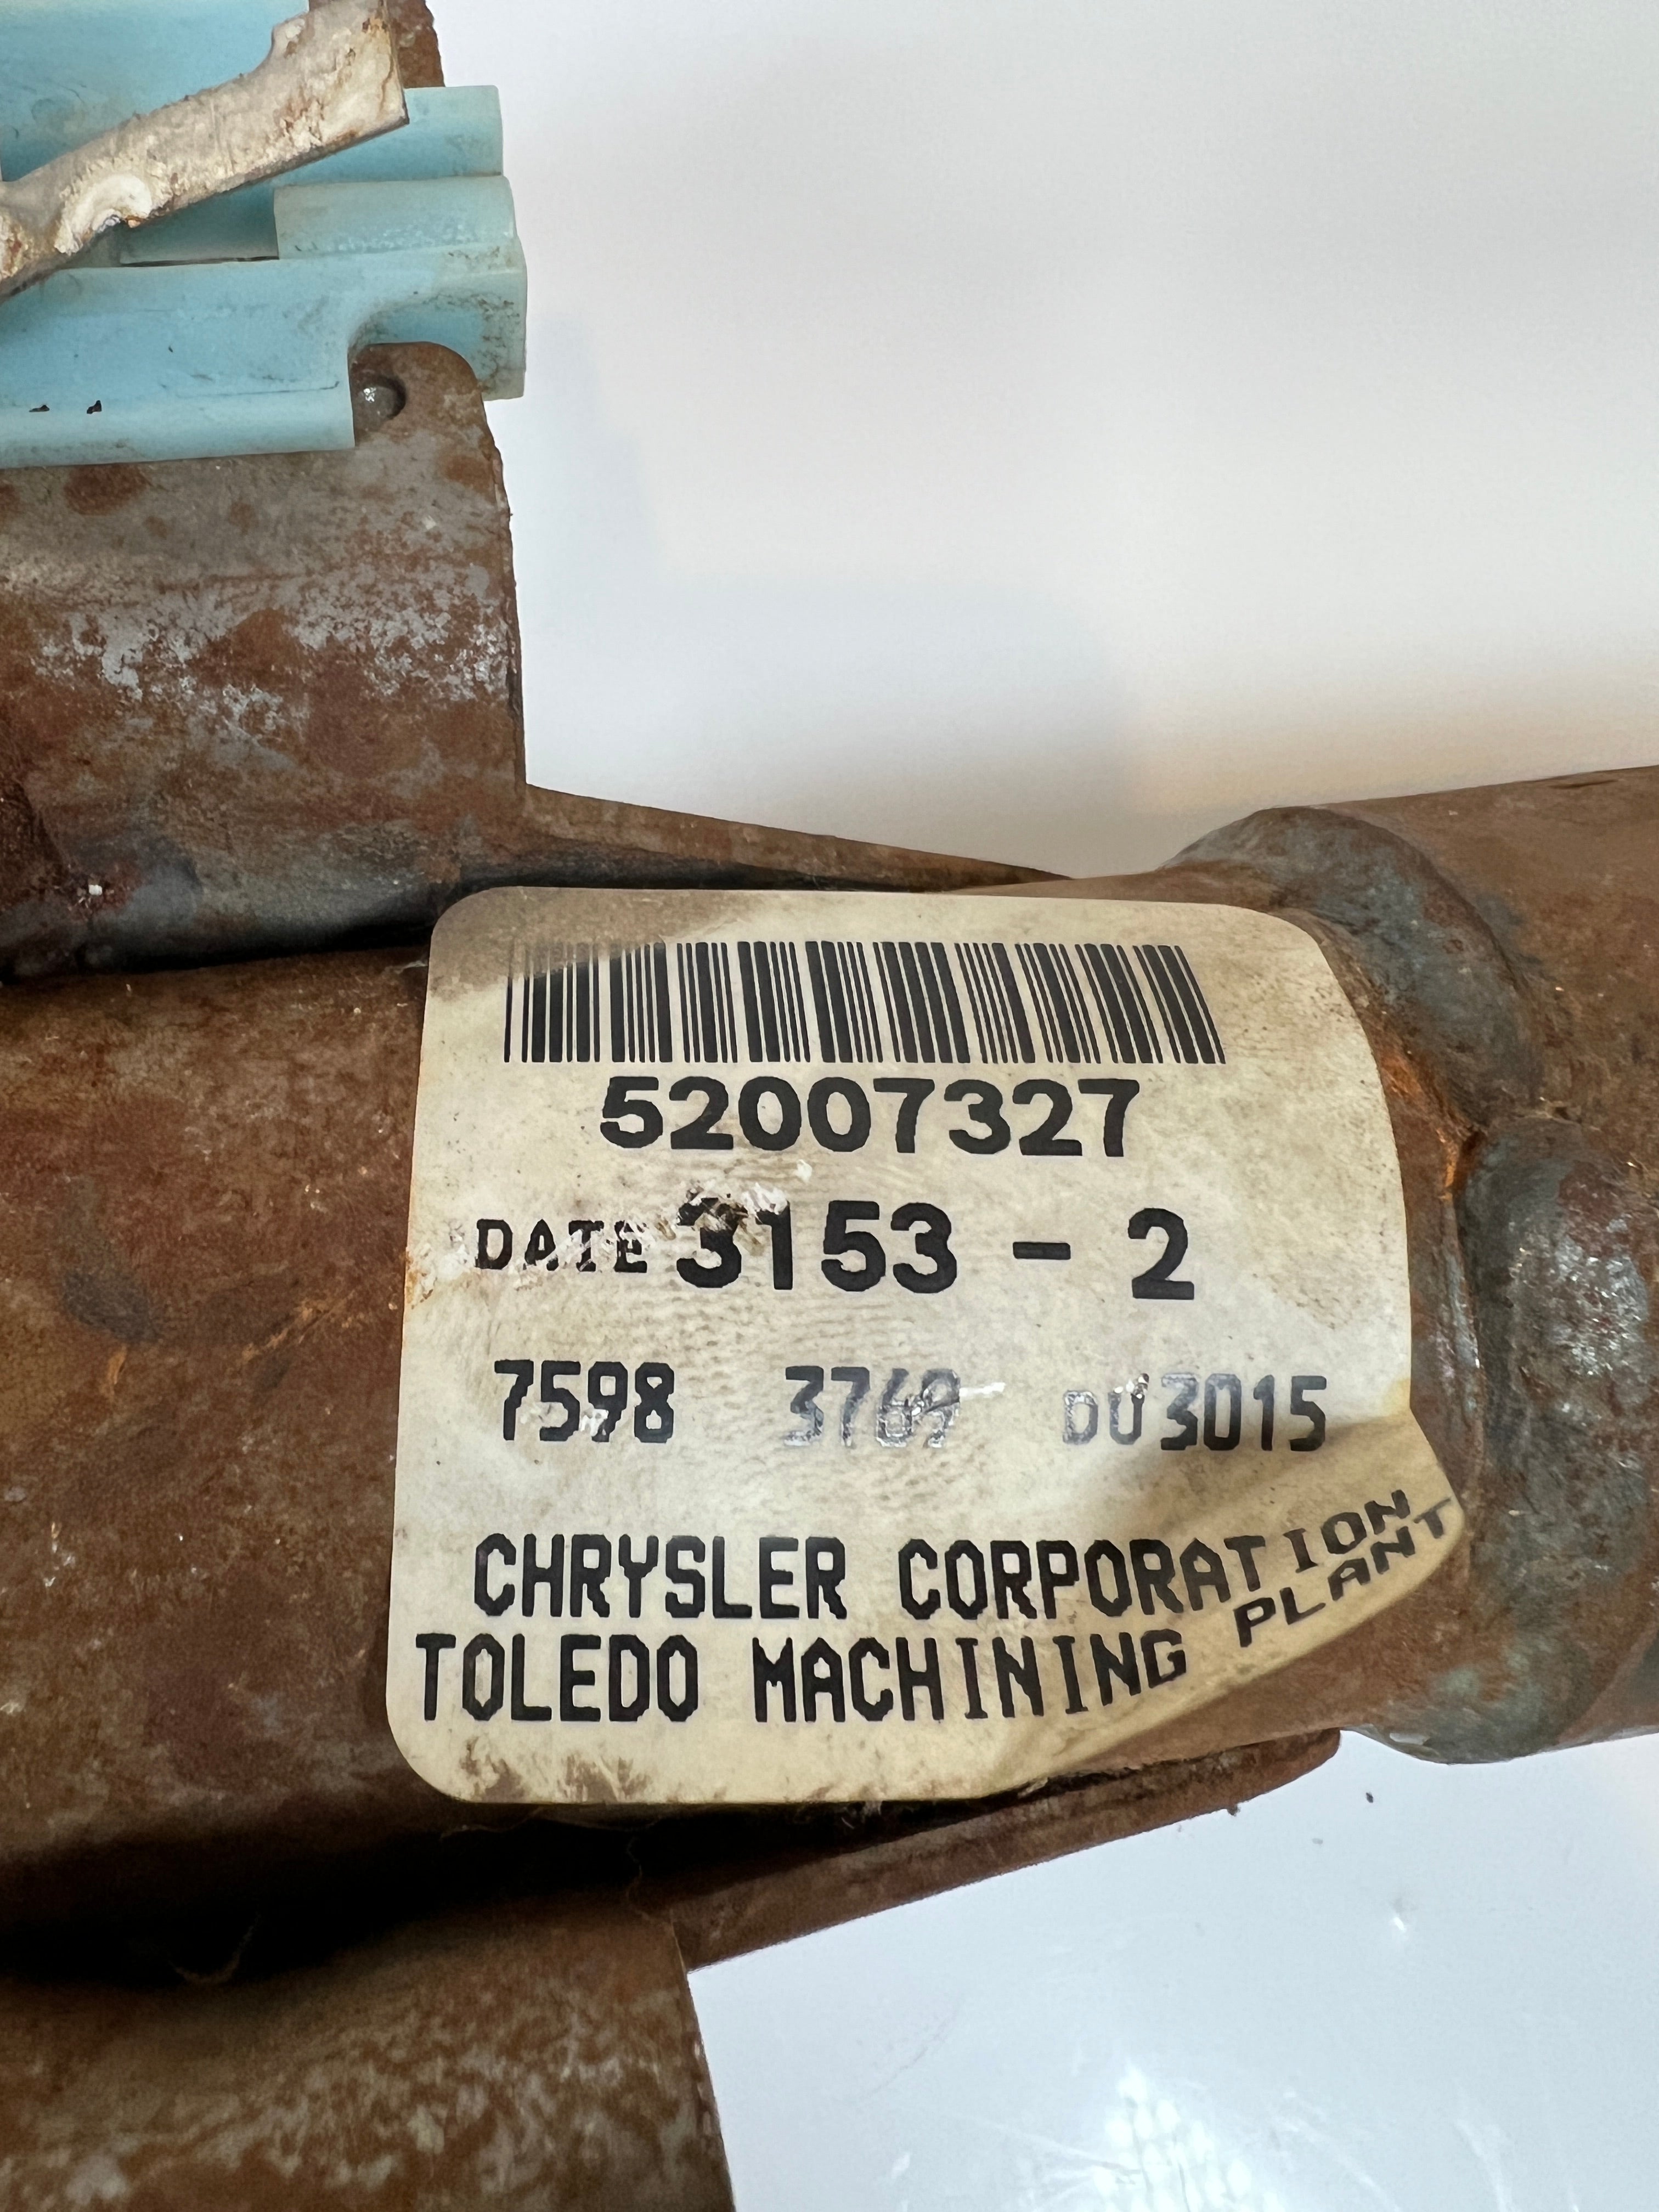 52007327
DATE 3153 - 2
7598 3769 DU3015
CHRYSLER CORPORATION
TOLEDO MACHINING PLANT